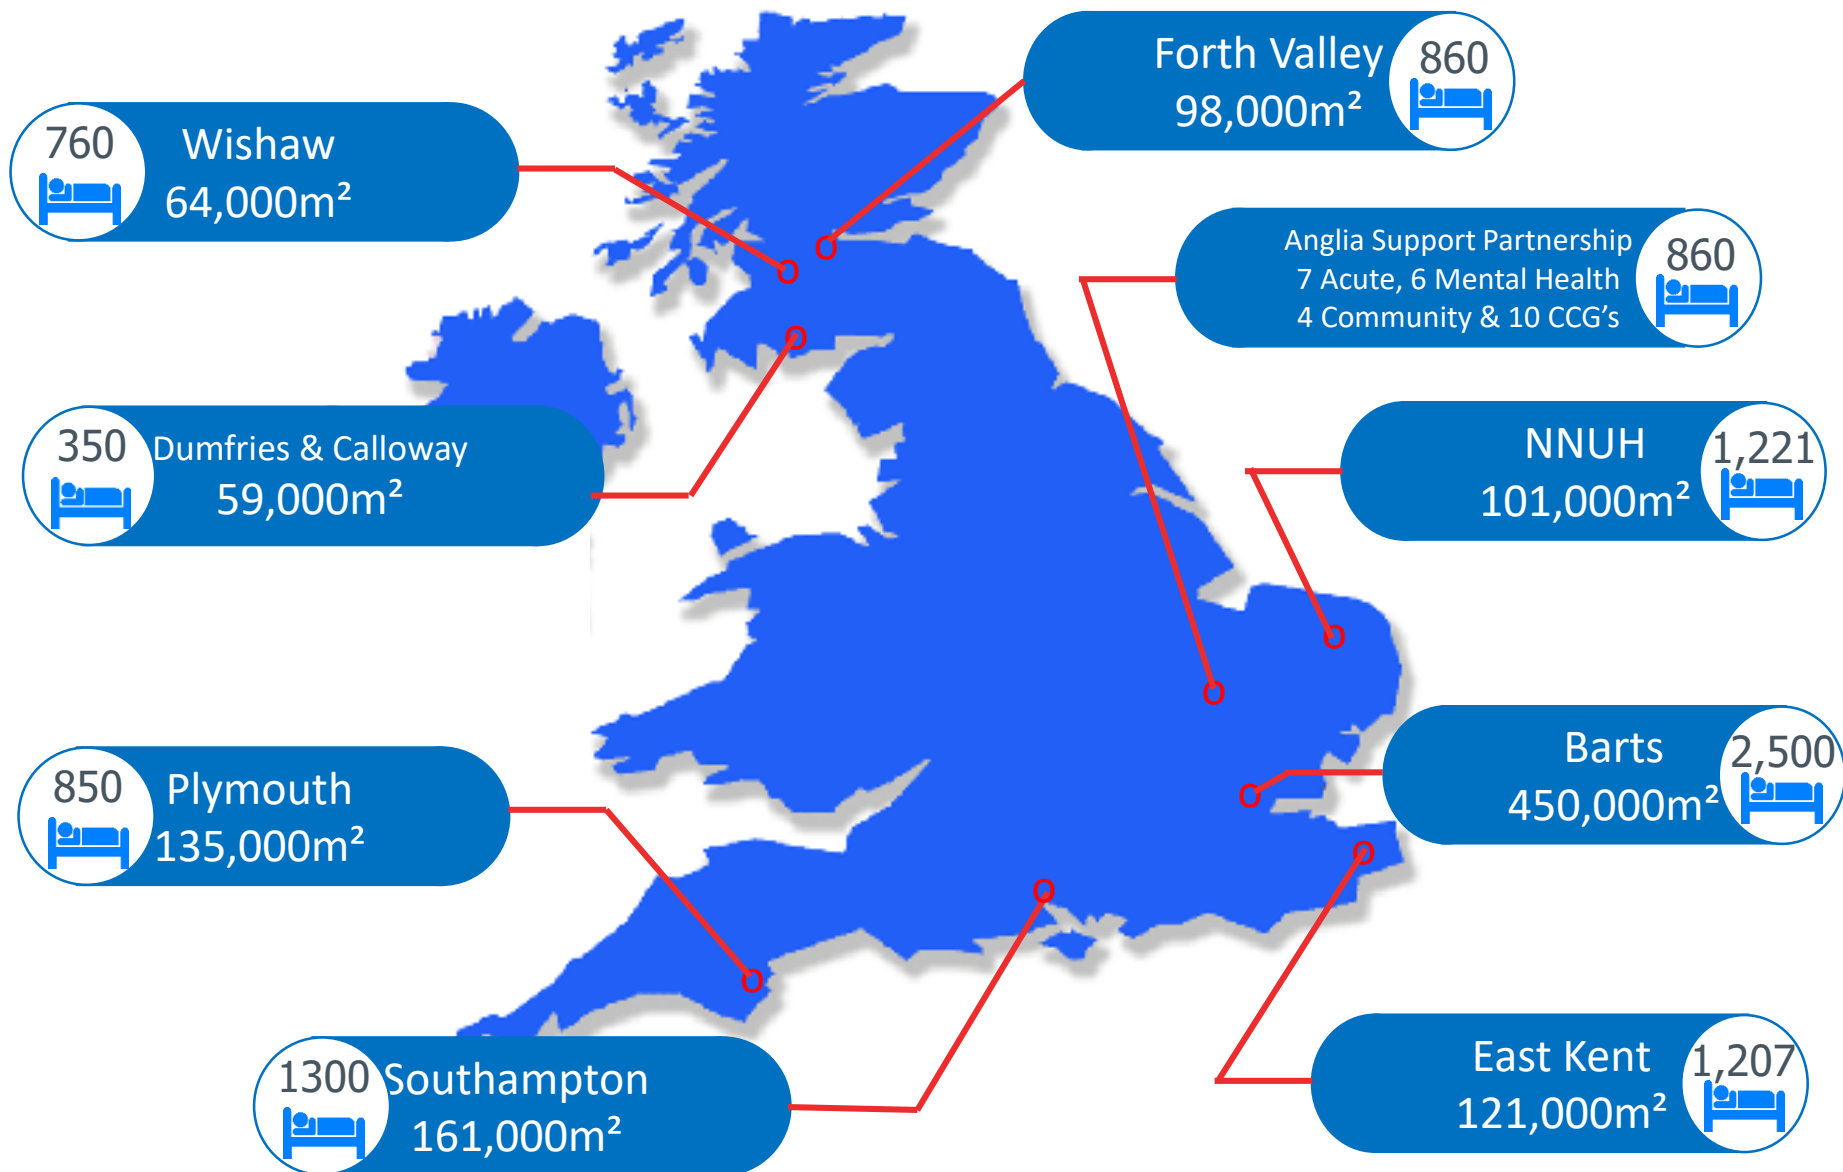 Forth Valley
98,000m²
860
760
Wishaw
64,000m²
Anglia Support Partnership
7 Acute, 6 Mental Health
4 Community & 10 CCG's
860
350
Dumfries & Calloway
59,000m²
NNUH
101,000m²
1,221
850
Plymouth
135,000m²
Barts
450,000m²
2,500
1300
Southampton
161,000m²
East Kent
121,000m²
1,207